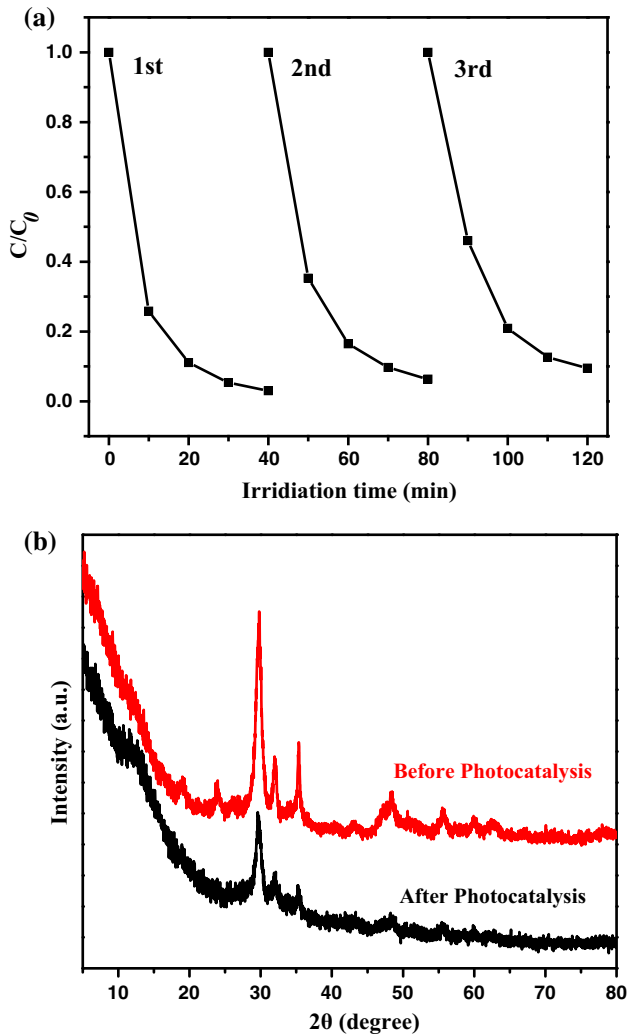 (a)
1st
2nd
3rd
1.0
0.8
0.6
0.4
0.2
0.0
C/C0
0 20 40 60 80 100 120
Irridiation time (min)
(b)
Intensity (a.u.)
Before Photocatalysis
After Photocatalysis
10 20 30 40 50 60 70 80
2θ (degree)